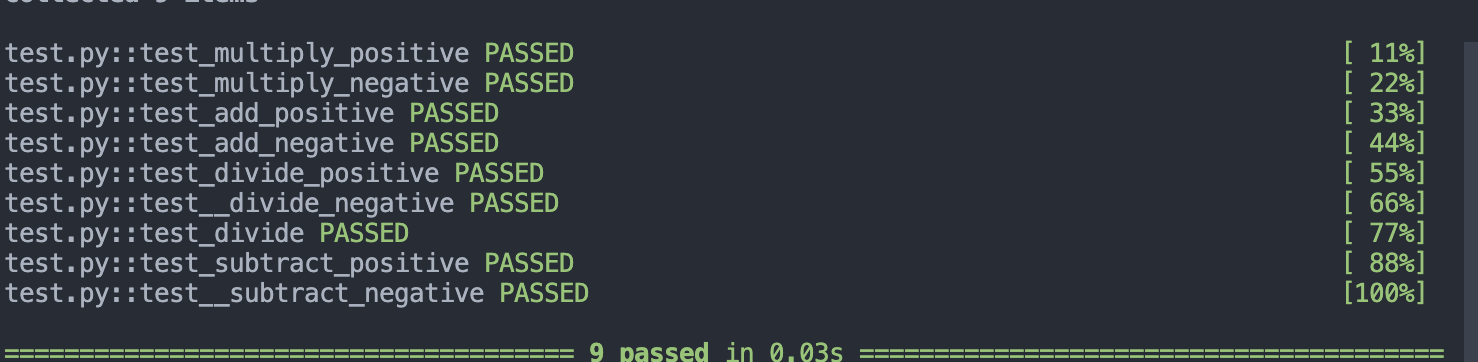 collected 9 items
test.py::test_multiply_positive PASSED [ 11%]
test.py::test_multiply_negative PASSED [ 22%]
test.py::test_add_positive PASSED [ 33%]
test.py::test_add_negative PASSED [ 44%]
test.py::test_divide_positive PASSED [ 55%]
test.py::test__divide_negative PASSED [ 66%]
test.py::test_divide PASSED [ 77%]
test.py::test_subtract_positive PASSED [ 88%]
test.py::test__subtract_negative PASSED [100%]
====================================== 9 passed in 0.03s =======================================